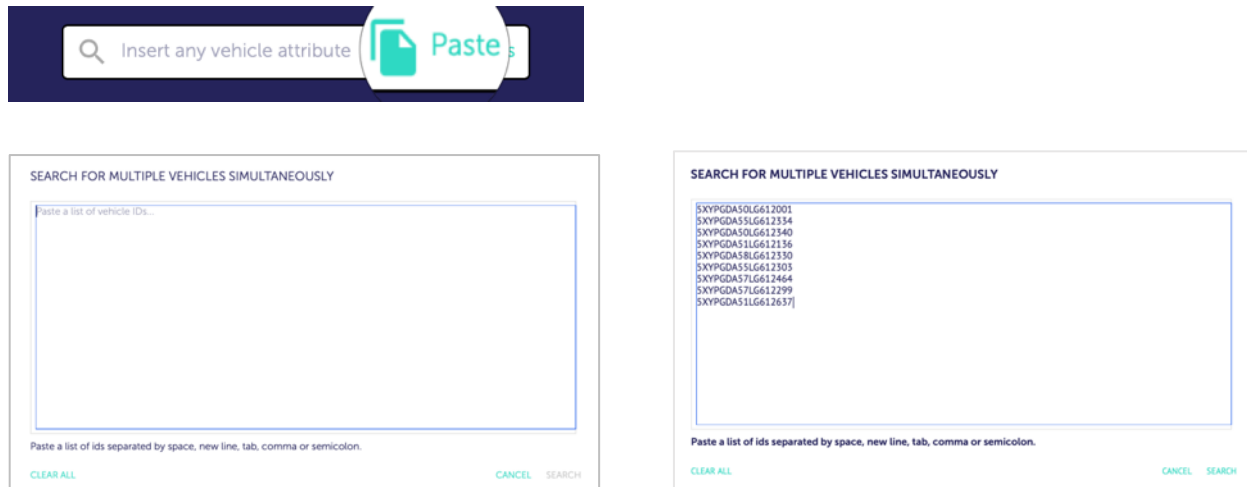 Insert any vehicle attribute Paste s
SEARCH FOR MULTIPLE VEHICLES SIMULTANEOUSLY
Paste a list of vehicle IDs...
Paste a list of ids separated by space, new line, tab, comma or semicolon.
CLEAR ALL CANCEL SEARCH
SEARCH FOR MULTIPLE VEHICLES SIMULTANEOUSLY
5XYPGDA50LG612001
5XYPGDA55LG612334
5XYPGDA50LG612340
5XYPGDA51LG612136
5XYPGDA58LG612330
5XYPGDA55LG612303
5XYPGDA57LG612464
5XYPGDA57LG612299
5XYPGDA51LG612637
Paste a list of ids separated by space, new line, tab, comma or semicolon.
CLEAR ALL CANCEL SEARCH